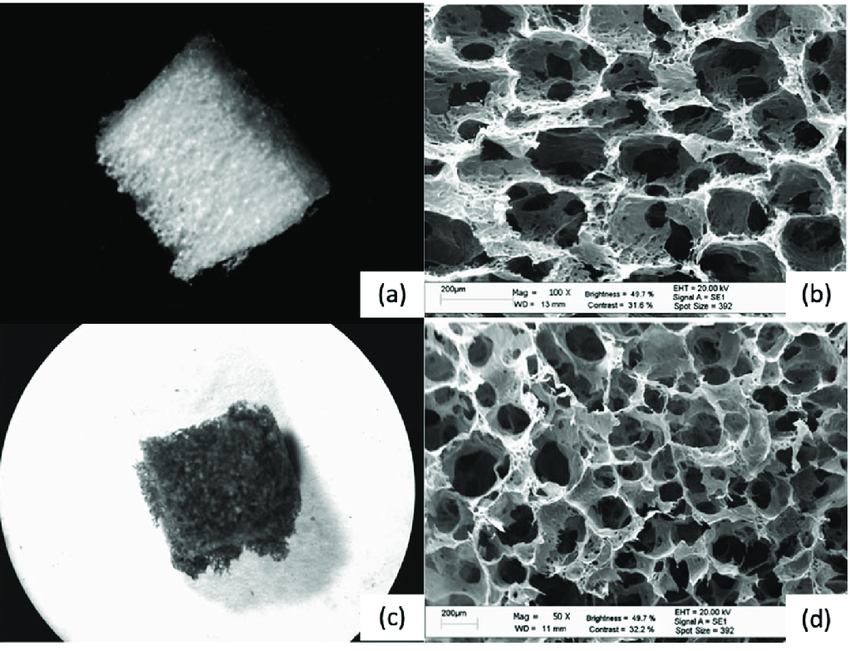 (a)
200µm
Mag = 100 X
WD = 13 mm
Brightness = 49.7 %
Contrast = 31.6 %
EHT = 20.00 kV
Signal A = SE1
Spot Size = 392
(b)
(c)
200µm
Mag = 50 X
WD = 11 mm
Brightness = 49.7 %
Contrast = 32.2 %
EHT = 20.00 kV
Signal A = SE1
Spot Size = 392
(d)